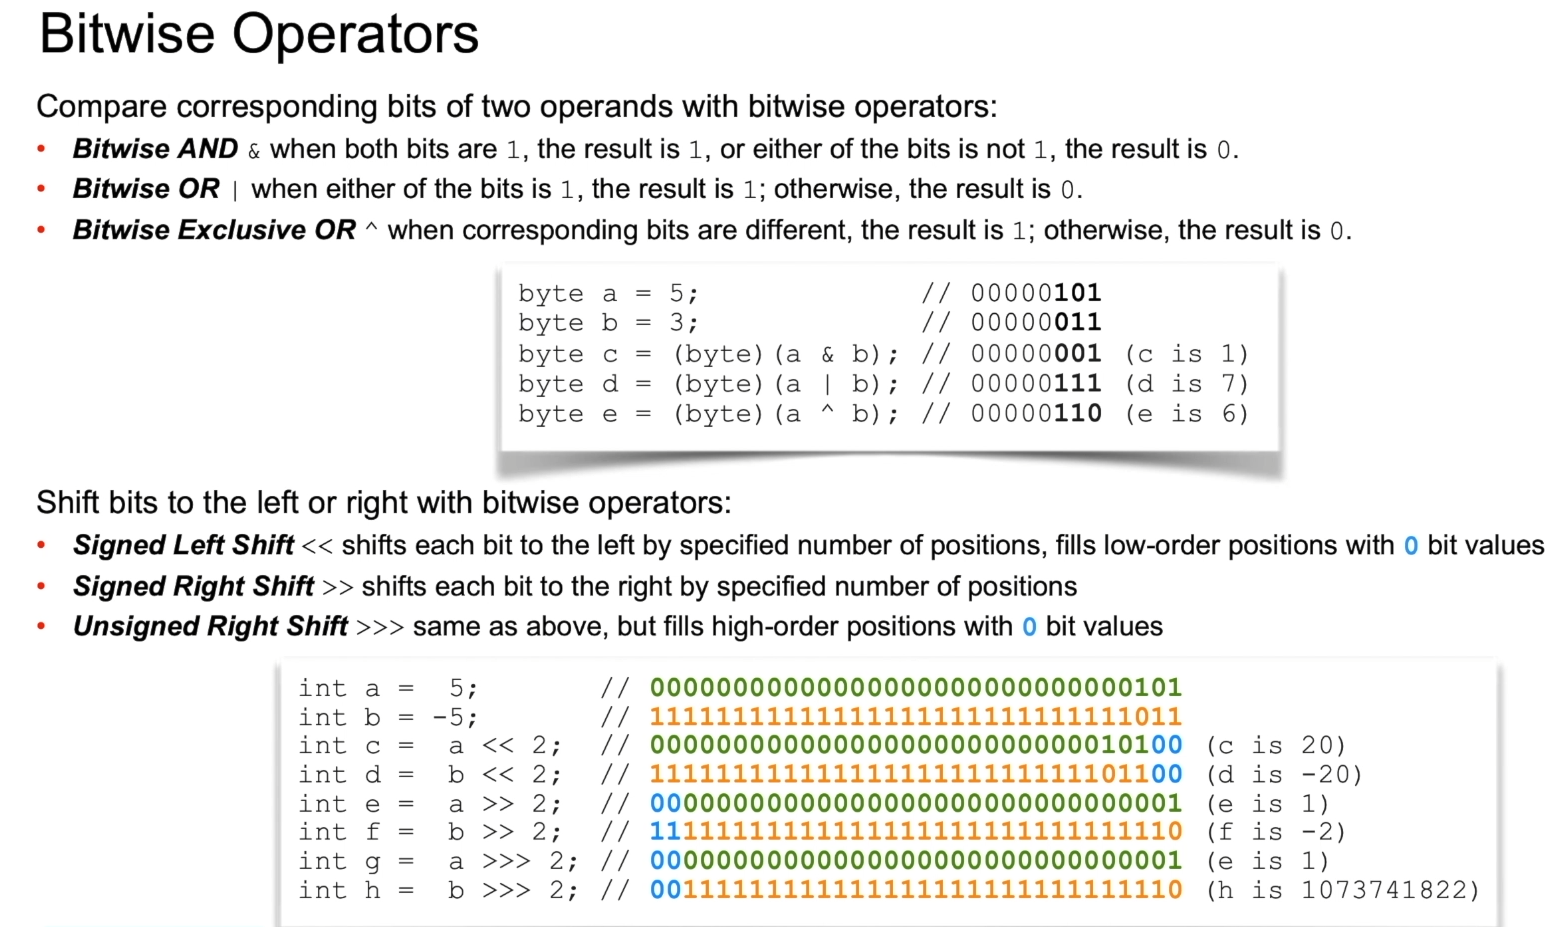 Bitwise Operators
Compare corresponding bits of two operands with bitwise operators:
• Bitwise AND & when both bits are 1, the result is 1, or either of the bits is not 1, the result is 0.
• Bitwise OR | when either of the bits is 1, the result is 1; otherwise, the result is 0.
• Bitwise Exclusive OR ^ when corresponding bits are different, the result is 1; otherwise, the result is 0.
byte a = 5; // 00000101
byte b = 3; // 00000011
byte c = (byte)(a & b); // 00000001 (c is 1)
byte d = (byte)(a | b); // 00000111 (d is 7)
byte e = (byte)(a ^ b); // 00000110 (e is 6)
Shift bits to the left or right with bitwise operators:
• Signed Left Shift << shifts each bit to the left by specified number of positions, fills low-order positions with 0 bit values
• Signed Right Shift >> shifts each bit to the right by specified number of positions
• Unsigned Right Shift >>> same as above, but fills high-order positions with 0 bit values
int a = 5; // 00000000000000000000000000000101
int b = -5; // 11111111111111111111111111111011
int c = a << 2; // 00000000000000000000000000010100 (c is 20)
int d = b << 2; // 11111111111111111111111111101100 (d is -20)
int e = a >> 2; // 00000000000000000000000000000001 (e is 1)
int f = b >> 2; // 11111111111111111111111111111110 (f is -2)
int g = a >>> 2; // 00000000000000000000000000000001 (e is 1)
int h = b >>> 2; // 00111111111111111111111111111110 (h is 1073741822)